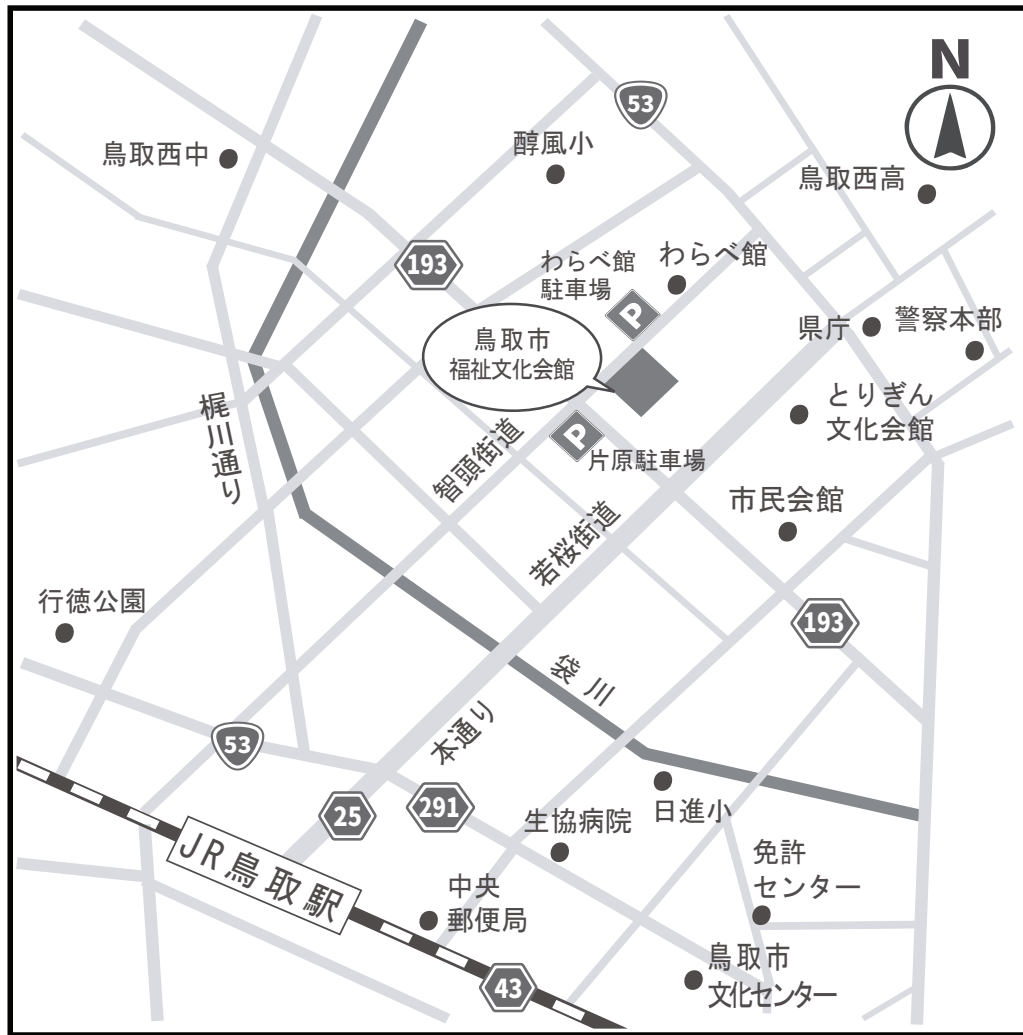 N
53
鳥取西中
醇風小
鳥取西高
193
わらべ館
駐車場
わらべ館
P
県庁
警察本部
鳥取市
福祉文化会館
とりぎん
文化会館
梶川通り
智頭街道
P
片原駐車場
市民会館
若桜街道
行徳公園
193
袋川
本通り
53
25
291
生協病院
日進小
JR鳥取駅
中央
郵便局
免許
センター
43
鳥取市
文化センター